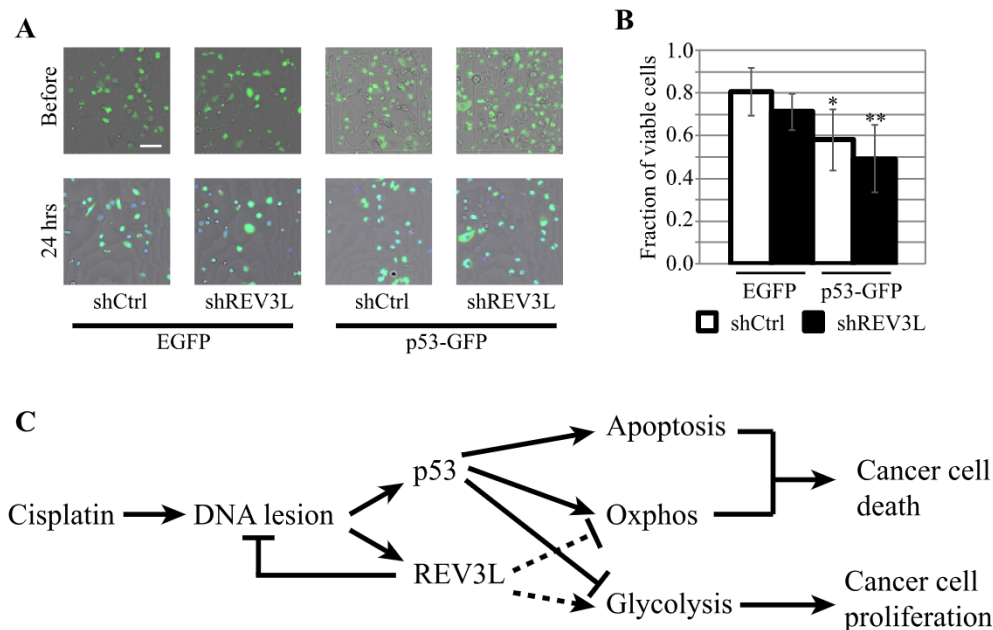 A
Before
24 hrs
shCtrl shREV3L shCtrl shREV3L
EGFP p53-GFP
B
Fraction of viable cells
1.0
0.8
0.6
0.4
0.2
0.0
* **
EGFP p53-GFP
shCtrl shREV3L
C
Cisplatin
DNA lesion
p53
REV3L
Apoptosis
Oxphos
Glycolysis
Cancer cell
death
Cancer cell
proliferation